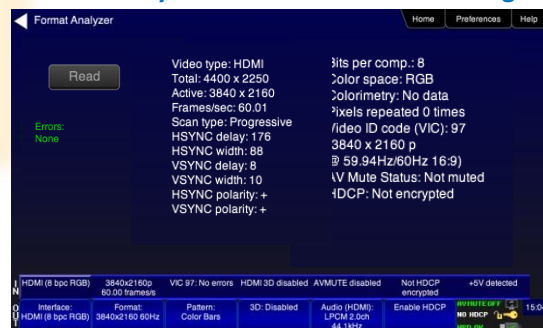 Format Analyzer
Home
Preferences
Help
Read
Errors:
None
Video type: HDMI
Total: 4400 x 2250
Active: 3840 x 2160
Frames/sec: 60.01
Scan type: Progressive
HSYNC delay: 176
HSYNC width: 88
VSYNC delay: 8
VSYNC width: 10
HSYNC polarity: +
VSYNC polarity: +
Bits per comp.: 8
Color space: RGB
Colorimetry: No data
Pixels repeated 0 times
Video ID code (VIC): 97
3840 x 2160 p
@ 59.94Hz/60Hz 16:9)
AV Mute Status: Not muted
HDCP: Not encrypted
IN
HDMI (8 bpc RGB)
3840x2160p
60.00 frames/s
VIC 97: No errors
HDMI 3D disabled
AVMUTE disabled
Not HDCP
encrypted
+5V detected
Interface:
HDMI (8 bpc RGB)
Format:
3840x2160 60Hz
Pattern:
Color Bars
3D: Disabled
Audio (HDMI):
LPCM 2.0ch
44.1kHz
Enable HDCP
AVMUTE OFF
NO HDCP
15:04